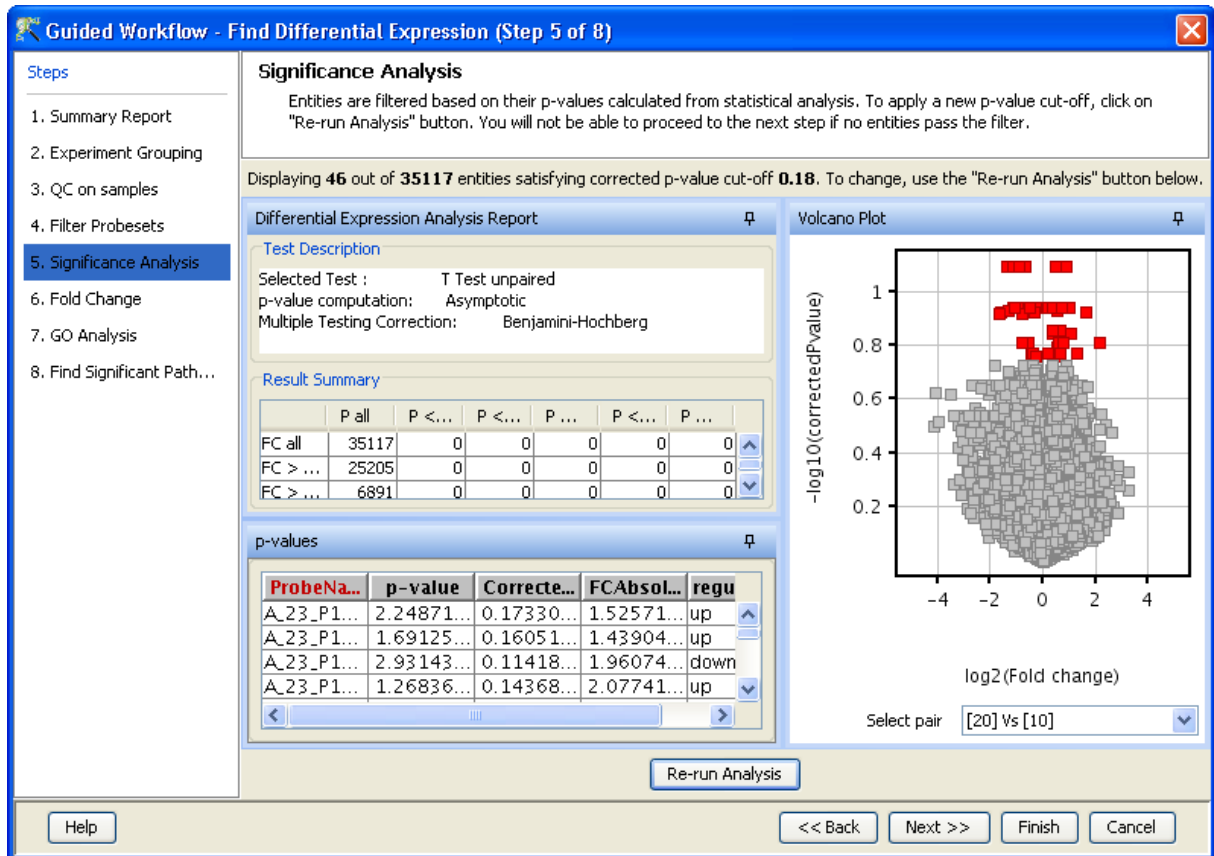 Guided Workflow - Find Differential Expression (Step 5 of 8)
Steps
1. Summary Report
2. Experiment Grouping
3. QC on samples
4. Filter Probesets
5. Significance Analysis
6. Fold Change
7. GO Analysis
8. Find Significant Path...
Significance Analysis
Entities are filtered based on their p-values calculated from statistical analysis. To apply a new p-value cut-off, click on
"Re-run Analysis" button. You will not be able to proceed to the next step if no entities pass the filter.
Displaying 46 out of 35117 entities satisfying corrected p-value cut-off 0.18. To change, use the "Re-run Analysis" button below.
Differential Expression Analysis Report
Test Description
Selected Test : T Test unpaired
p-value computation: Asymptotic
Multiple Testing Correction: Benjamini-Hochberg
Result Summary
P all P <... P <... P ... P <... P ...
FC all 35117 0 0 0 0 0
FC > ... 25205 0 0 0 0 0
FC > ... 6891 0 0 0 0 0
p-values
ProbeNa... p-value Correcte... FCAbsol... regu
A_23_P1... 2.24871... 0.17330... 1.52571... up
A_23_P1... 1.69125... 0.16051... 1.43904... up
A_23_P1... 2.93143... 0.11418... 1.96074... down
A_23_P1... 1.26836... 0.14368... 2.07741... up
Volcano Plot
-log10(correctedPvalue)
1
0.8
0.6
0.4
0.2
-4 -2 0 2 4
log2(Fold change)
Select pair [20] Vs [10]
Re-run Analysis
Help << Back Next >> Finish Cancel